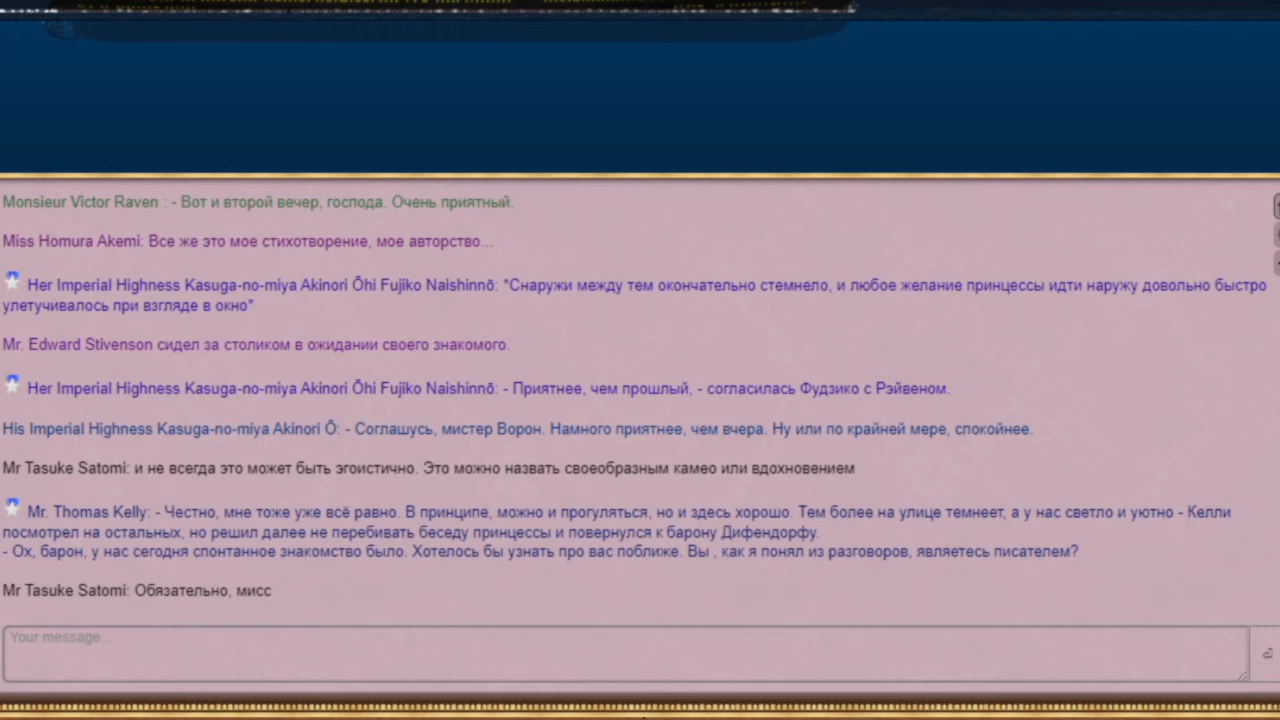 Monsieur Victor Raven : - Вот и второй вечер, господа. Очень приятный.
Miss Homura Akemi: Все же это мое стихотворение, мое авторство...
Her Imperial Highness Kasuga-no-miya Akinori Ōhi Fujiko Naishinnō: *Снаружи между тем окончательно стемнело, и любое желание принцессы идти наружу довольно быстро
улетучивалось при взгляде в окно*
Mr. Edward Stivenson сидел за столиком в ожидании своего знакомого.
Her Imperial Highness Kasuga-no-miya Akinori Ōhi Fujiko Naishinnō: - Приятнее, чем прошлый, - согласилась Фудзико с Рэйвеном.
His Imperial Highness Kasuga-no-miya Akinori Ō: - Соглашусь, мистер Ворон. Намного приятнее, чем вчера. Ну или по крайней мере, спокойнее.
Mr Tasuke Satomi: и не всегда это может быть эгоистично. Это можно назвать своеобразным камео или вдохновением
Mr. Thomas Kelly: - Честно, мне тоже уже всё равно. В принципе, можно и прогуляться, но и здесь хорошо. Тем более на улице темнеет, а у нас светло и уютно - Келли
посмотрел на остальных, но решил далее не перебивать беседу принцессы и повернулся к барону Дифендорфу.
- Ох, барон, у нас сегодня спонтанное знакомство было. Хотелось бы узнать про вас поближе. Вы , как я понял из разговоров, являетесь писателем?
Mr Tasuke Satomi: Обязательно, мисс
Your message...